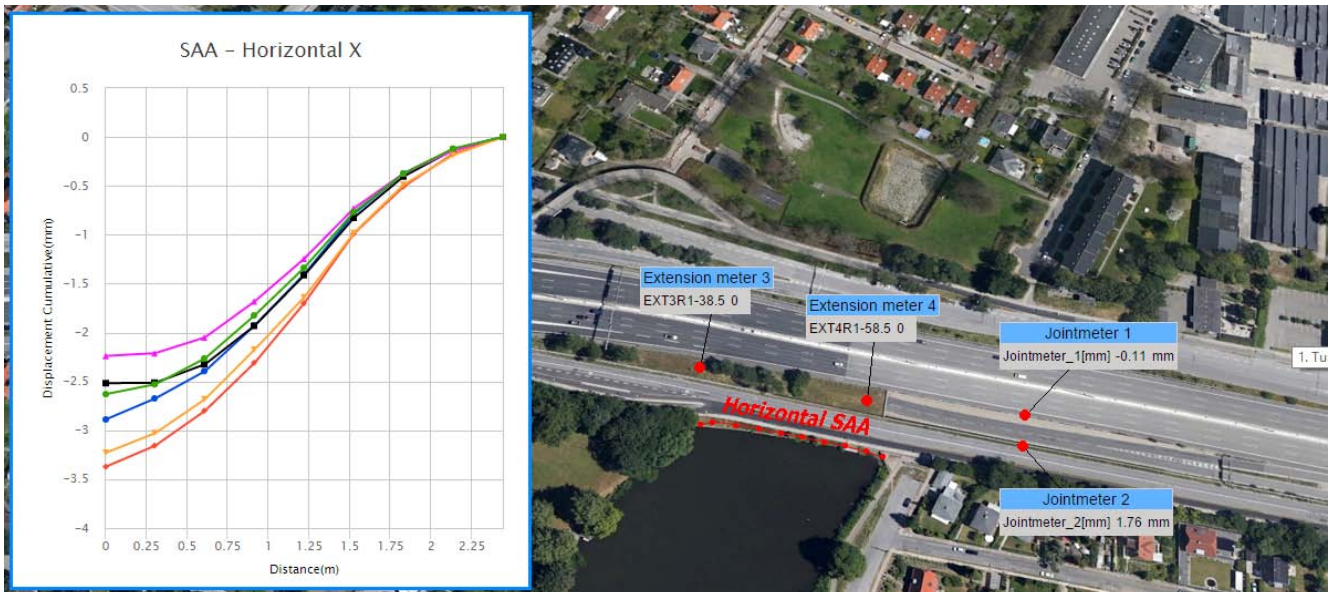 SAA - Horizontal X
0.5
0
-0.5
-1
-1.5
-2
-2.5
-3
-3.5
-4
Displacement Cumulative(mm)
0 0.25 0.5 0.75 1 1.25 1.5 1.75 2 2.25
Distance(m)
Extension meter 3
EXT3R1-38.5 0
Extension meter 4
EXT4R1-58.5 0
Jointmeter 1
Jointmeter_1[mm] -0.11 mm
1. Tu
Horizontal SAA
Jointmeter 2
Jointmeter_2[mm] 1.76 mm